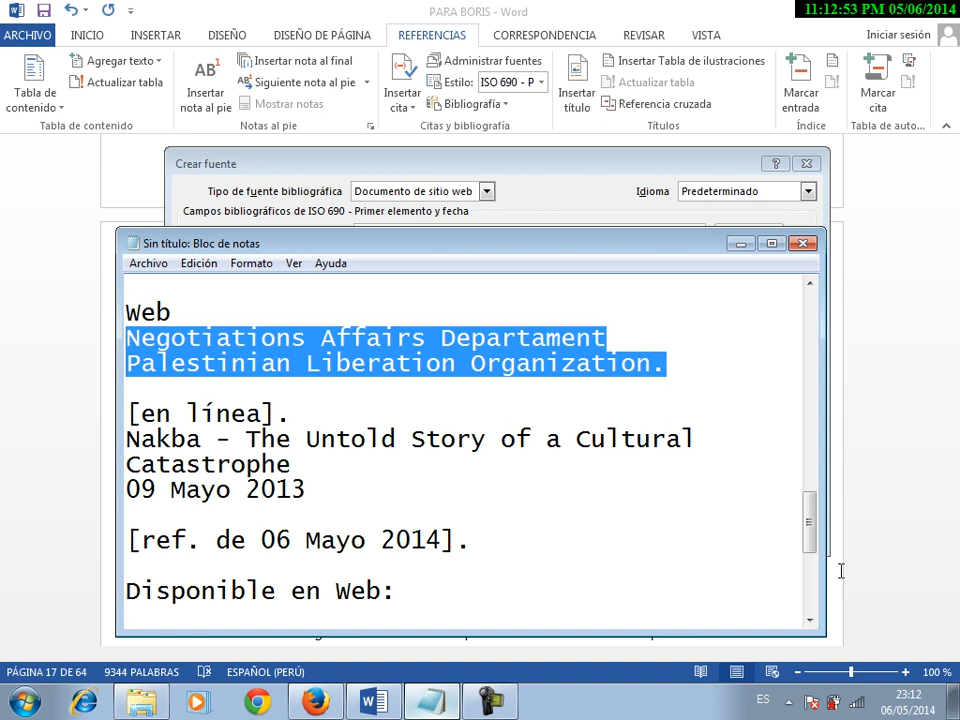 PARA BORIS - Word
11:12:53 PM 05/06/2014
ARCHIVO INICIO INSERTAR DISEÑO DISEÑO DE PÁGINA REFERENCIAS CORRESPONDENCIA REVISAR VISTA Iniciar sesión
Tabla de contenido
Agregar texto
Actualizar tabla
Tabla de contenido
AB¹
Insertar nota al pie
Insertar nota al final
Siguiente nota al pie
Mostrar notas
Notas al pie
Insertar cita
Administrar fuentes
Estilo: ISO 690 - P
Bibliografía
Citas y bibliografía
Insertar título
Insertar Tabla de ilustraciones
Actualizar tabla
Referencia cruzada
Títulos
Marcar entrada
Índice
Marcar cita
Tabla de auto...
Crear fuente
Tipo de fuente bibliográfica Documento de sitio web Idioma Predeterminado
Campos bibliográficos de ISO 690 - Primer elemento y fecha
Sin título: Bloc de notas
Archivo Edición Formato Ver Ayuda
Web
Negotiations Affairs Departament
Palestinian Liberation Organization.
[en línea].
Nakba - The Untold Story of a Cultural
Catastrophe
09 Mayo 2013
[ref. de 06 Mayo 2014].
Disponible en Web:
PÁGINA 17 DE 64 9344 PALABRAS ESPAÑOL (PERÚ) 100 %
ES
23:12
06/05/2014